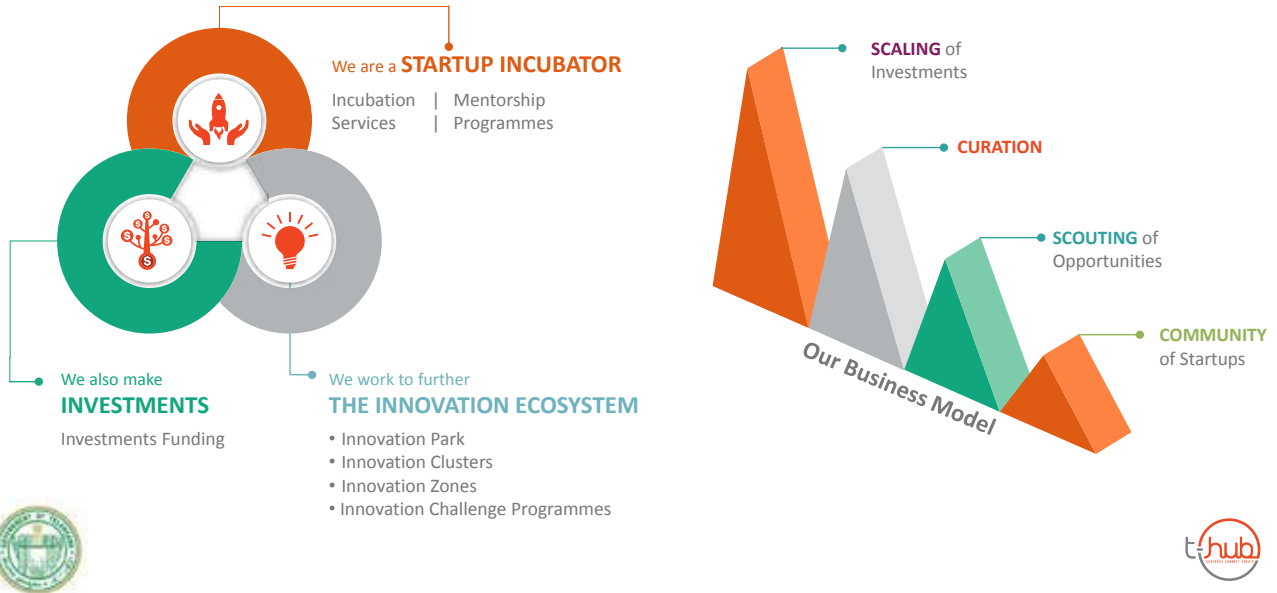 We are a STARTUP INCUBATOR
Incubation | Mentorship
Services | Programmes
We also make
INVESTMENTS
Investments Funding
We work to further
THE INNOVATION ECOSYSTEM
• Innovation Park
• Innovation Clusters
• Innovation Zones
• Innovation Challenge Programmes
SCALING of
Investments
CURATION
SCOUTING of
Opportunities
COMMUNITY
of Startups
Our Business Model
t-hub